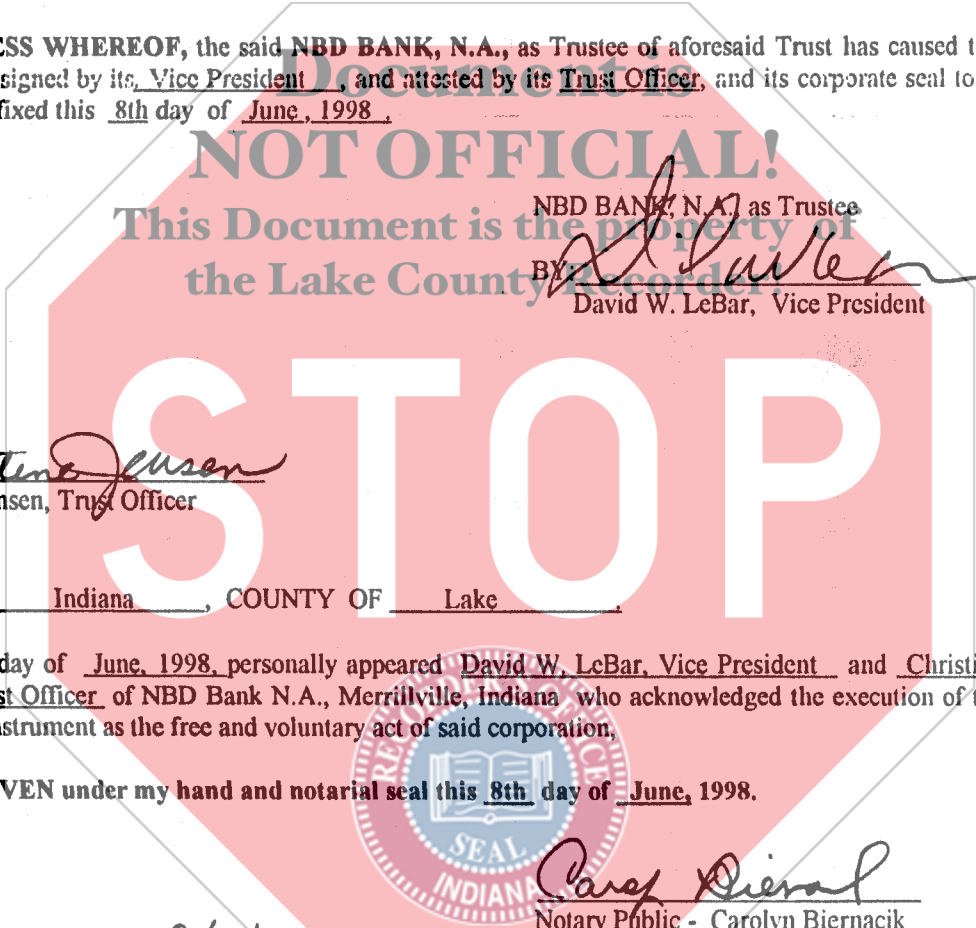 ESS WHEREOF, the said NBD BANK, N.A., as Trustee of aforesaid Trust has caused t
signed by its, Vice President , and attested by its Trust Officer, and its corporate seal to
fixed this 8th day of June, 1998 .
Document is
NOT OFFICIAL!
This Document is the property of
the Lake County Recorder!
NBD BANK, N.A. as Trustee
BY
David W. LeBar, Vice President
STOP
tena Jensen
nsen, Trust Officer
Indiana , COUNTY OF Lake ,
day of June, 1998, personally appeared David W. LeBar, Vice President and Christi
st Officer of NBD Bank N.A., Merrillville, Indiana who acknowledged the execution of t
strument as the free and voluntary act of said corporation,
VEN under my hand and notarial seal this 8th day of June, 1998.
RECORDER'S OFFICE
SEAL
INDIANA
Notary Public - Carolyn Biernacik